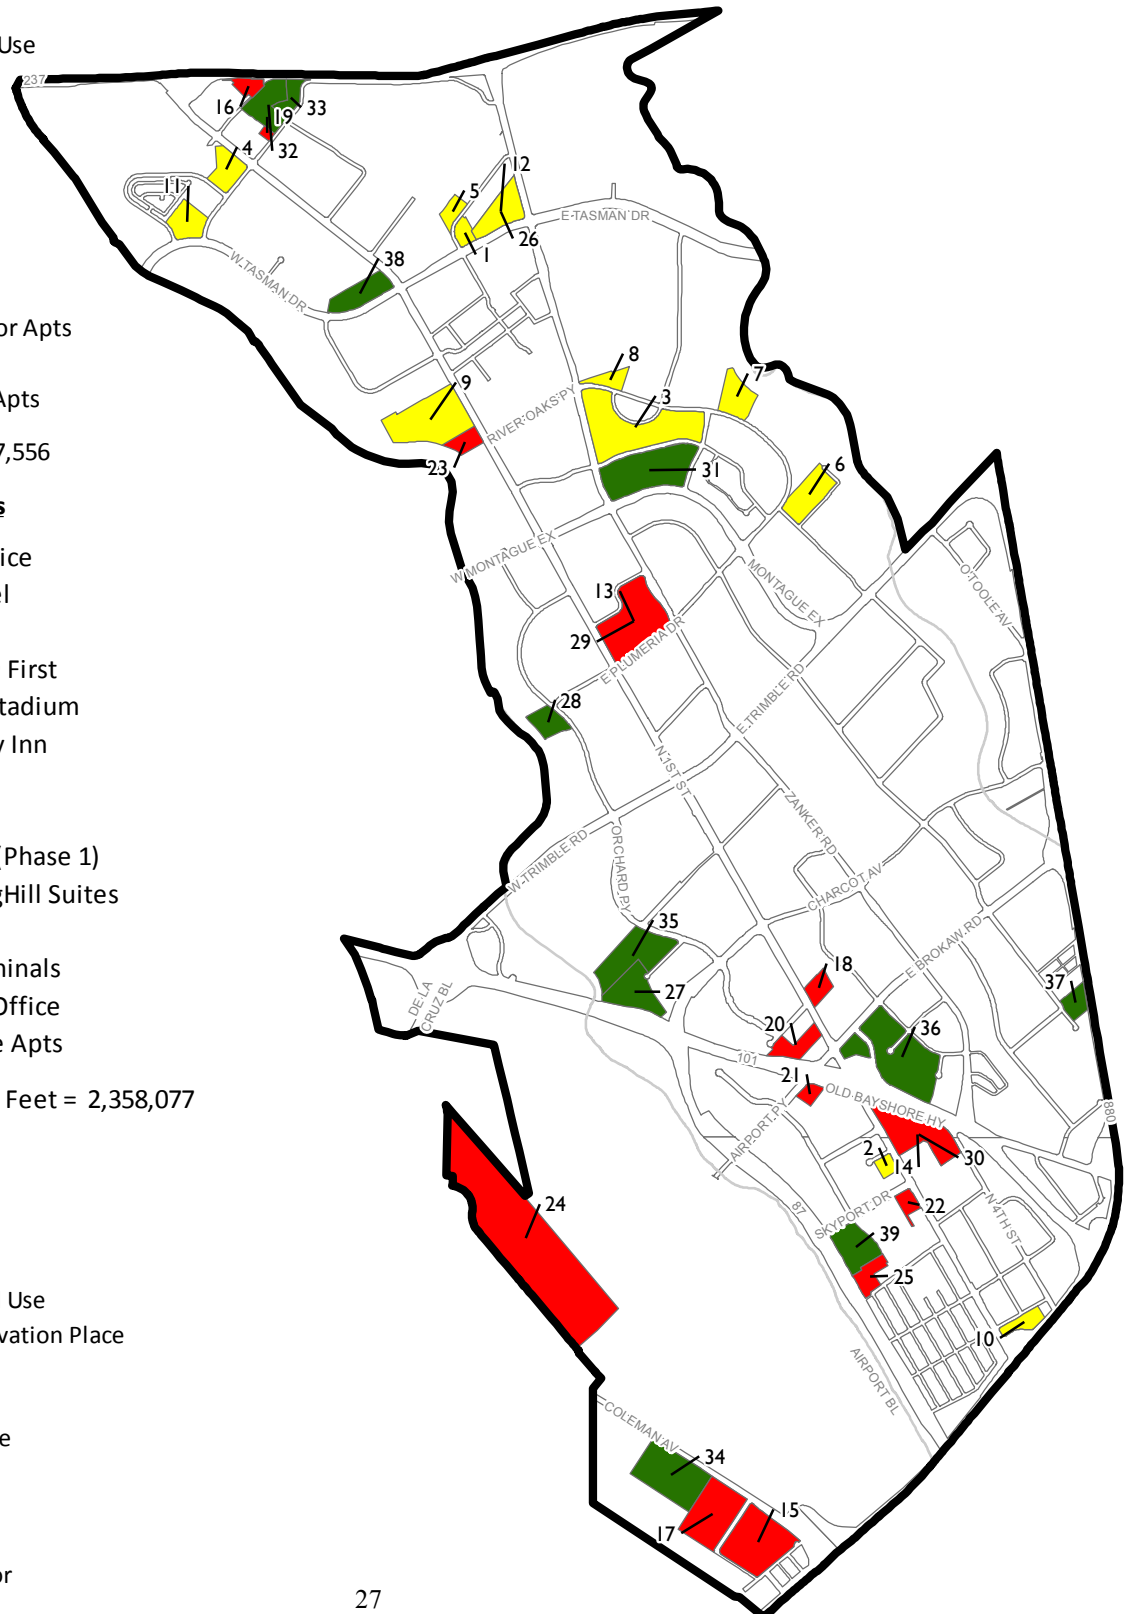 Use
or Apts
Apts
7,556
s
ice
el
First
tadium
y Inn
(Phase 1)
gHill Suites
minals
Office
e Apts
Feet = 2,358,077
Use
vation Place
e
or
27
237
16
19
33
32
4
11
12
5
26
1
E TASMAN DR
W TASMAN DR
38
8
7
9
3
RIVER OAKS PY
23
31
6
W MONTAGUE EX
MONTAGUE EX
O'TOOLE AV
13
29
E PLUMERIA DR
28
E TRIMBLE RD
N 1ST ST
ZANKER RD
W TRIMBLE RD
ORCHARD PY
CHARCOT AV
35
18
E BROKAW RD
27
37
DE LA
CRUZ BL
20
36
101
21
OLD BAYSHORE HY
880
AIRPORT PY
2
14
30
24
87
SKYPORT DR
22
N 4TH ST
39
25
10
AIRPORT BL
COLEMAN AV
34
15
17